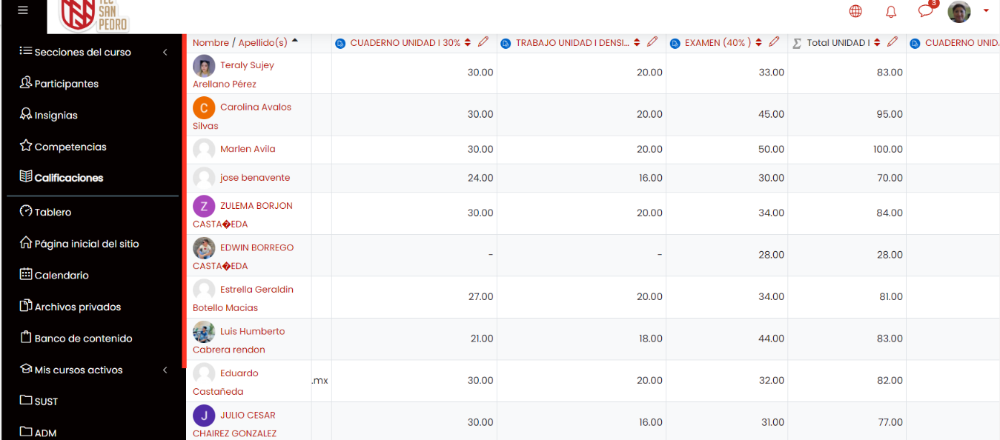 TEC
SAN
PEDRO
3
Secciones del curso
Participantes
Insignias
Competencias
Calificaciones
Tablero
Página inicial del sitio
Calendario
Archivos privados
Banco de contenido
Mis cursos activos
SUST
ADM
Nombre / Apellido(s) CUADERNO UNIDAD I 30% TRABAJO UNIDAD I DENSI... EXAMEN (40% ) Σ Total UNIDAD I CUADERNO UNID
Teraly Sujey
Arellano Pérez 30.00 20.00 33.00 83.00
C Carolina Avalos
Silvas 30.00 20.00 45.00 95.00
Marlen Avila 30.00 20.00 50.00 100.00
jose benavente 24.00 16.00 30.00 70.00
Z ZULEMA BORJON
CASTA�EDA 30.00 20.00 34.00 84.00
EDWIN BORREGO
CASTA�EDA - - 28.00 28.00
Estrella Geraldin
Botello Macias 27.00 20.00 34.00 81.00
Luis Humberto
Cabrera rendon 21.00 18.00 44.00 83.00
Eduardo
Castañeda .mx 30.00 20.00 32.00 82.00
J JULIO CESAR
CHAIREZ GONZALEZ 30.00 16.00 31.00 77.00